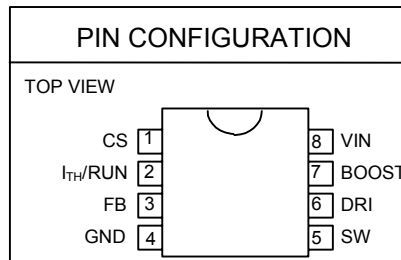 PIN CONFIGURATION
TOP VIEW
CS 1 8 VIN
ITH/RUN 2 7 BOOST
FB 3 6 DRI
GND 4 5 SW